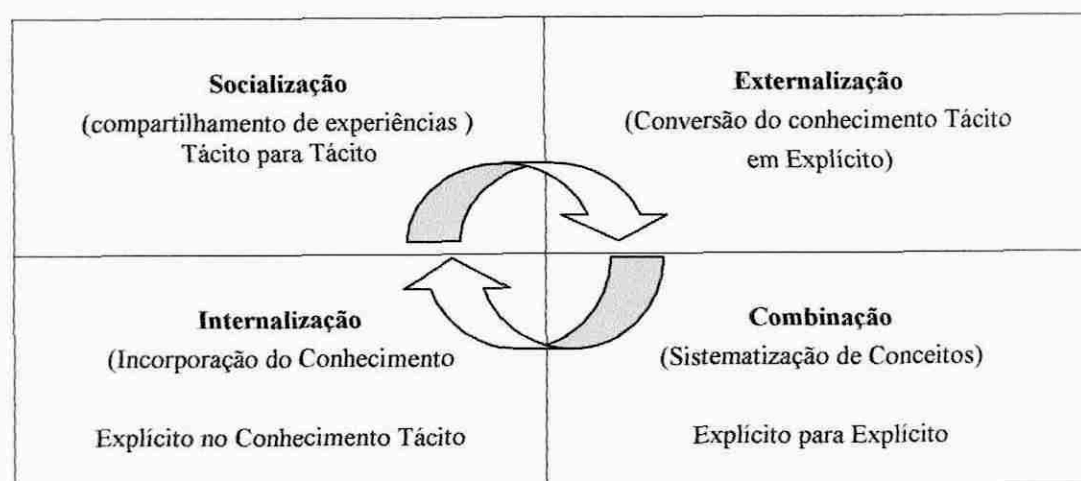 Socialização
(compartilhamento de experiências )
Tácito para Tácito
Externalização
(Conversão do conhecimento Tácito
em Explícito)
Internalização
(Incorporação do Conhecimento
Explícito no Conhecimento Tácito
Combinação
(Sistematização de Conceitos)
Explícito para Explícito